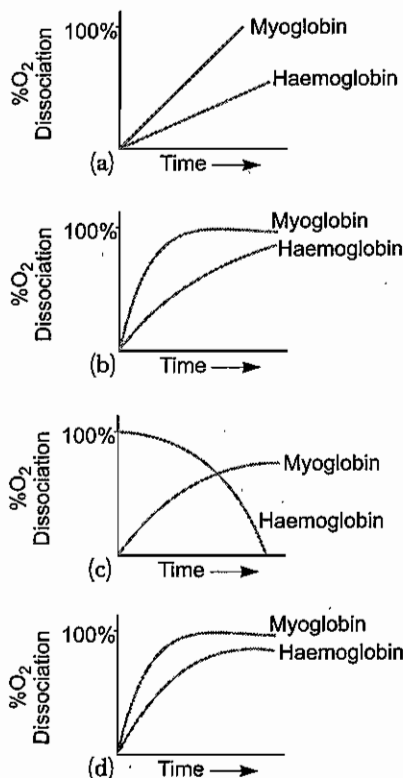 100%
%O2
Dissociation
Myoglobin
Haemoglobin
(a)
Time
100%
%O2
Dissociation
Myoglobin
Haemoglobin
(b)
Time
100%
%O2
Dissociation
Myoglobin
Haemoglobin
(c)
Time
100%
%O2
Dissociation
Myoglobin
Haemoglobin
(d)
Time